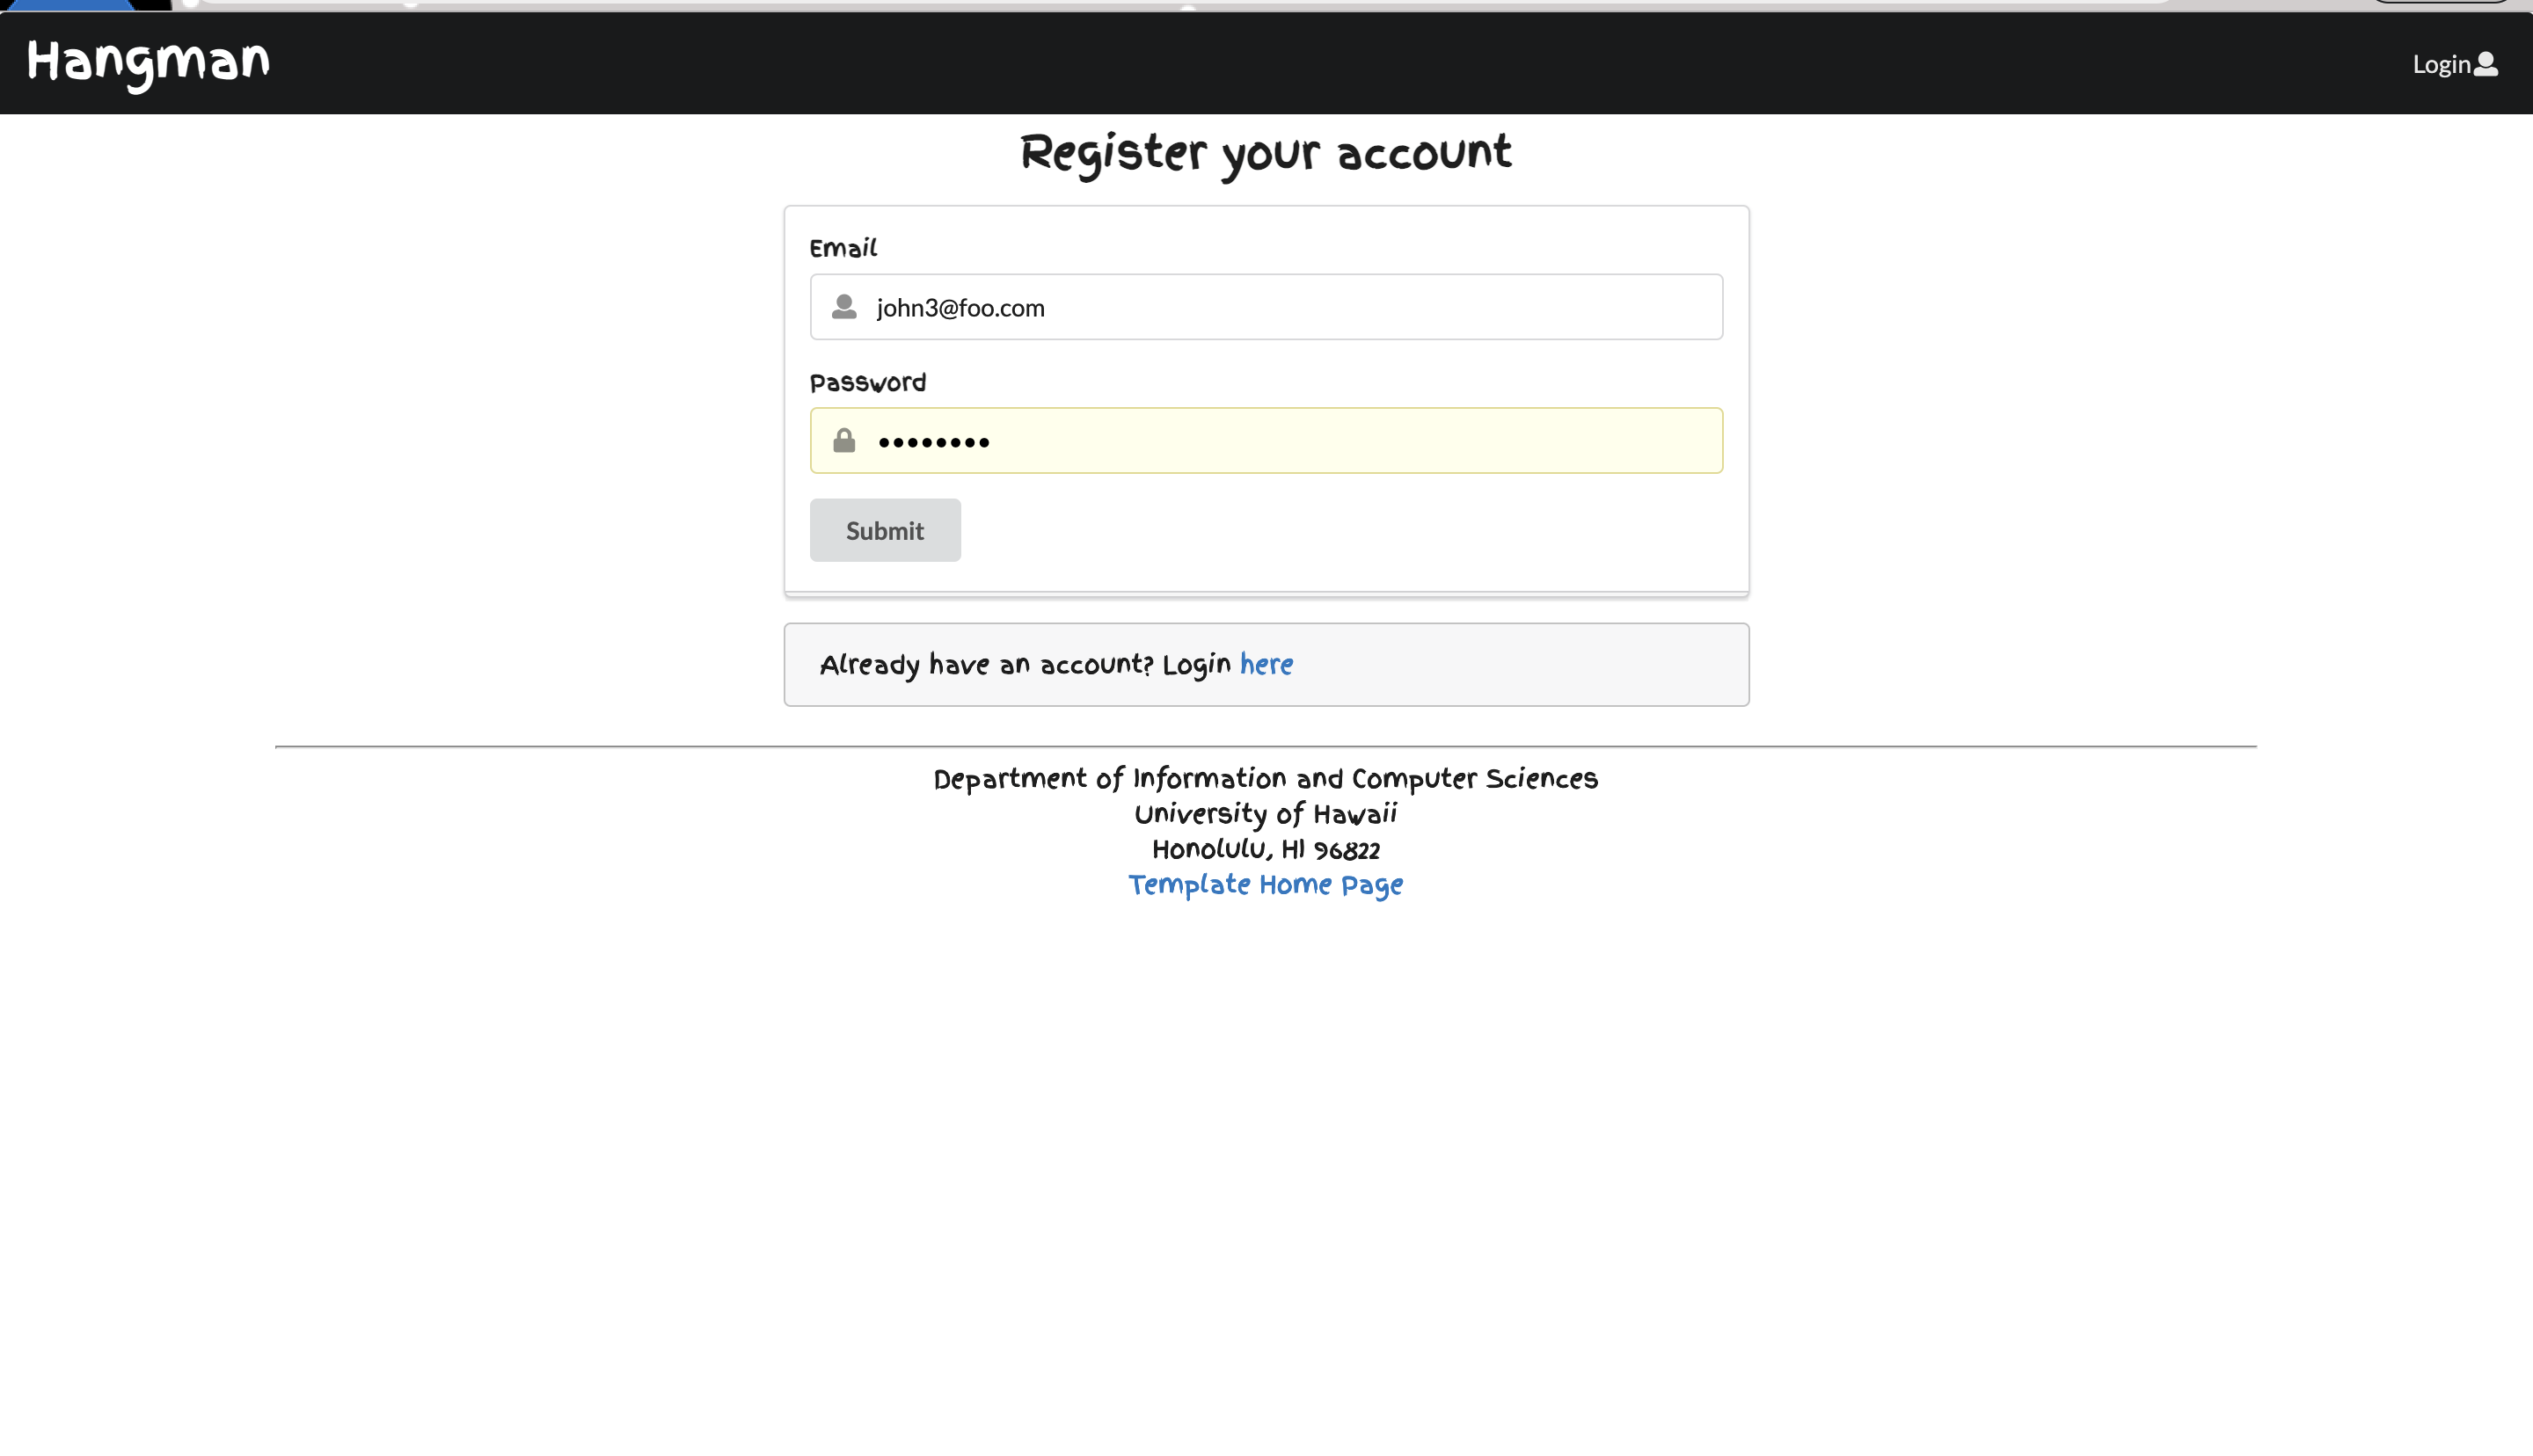 Hangman
Login
Register your account
Email
john3@foo.com
Password
Submit
Already have an account? Login here
Department of Information and Computer Sciences
University of Hawaii
Honolulu, HI 96822
Template Home Page